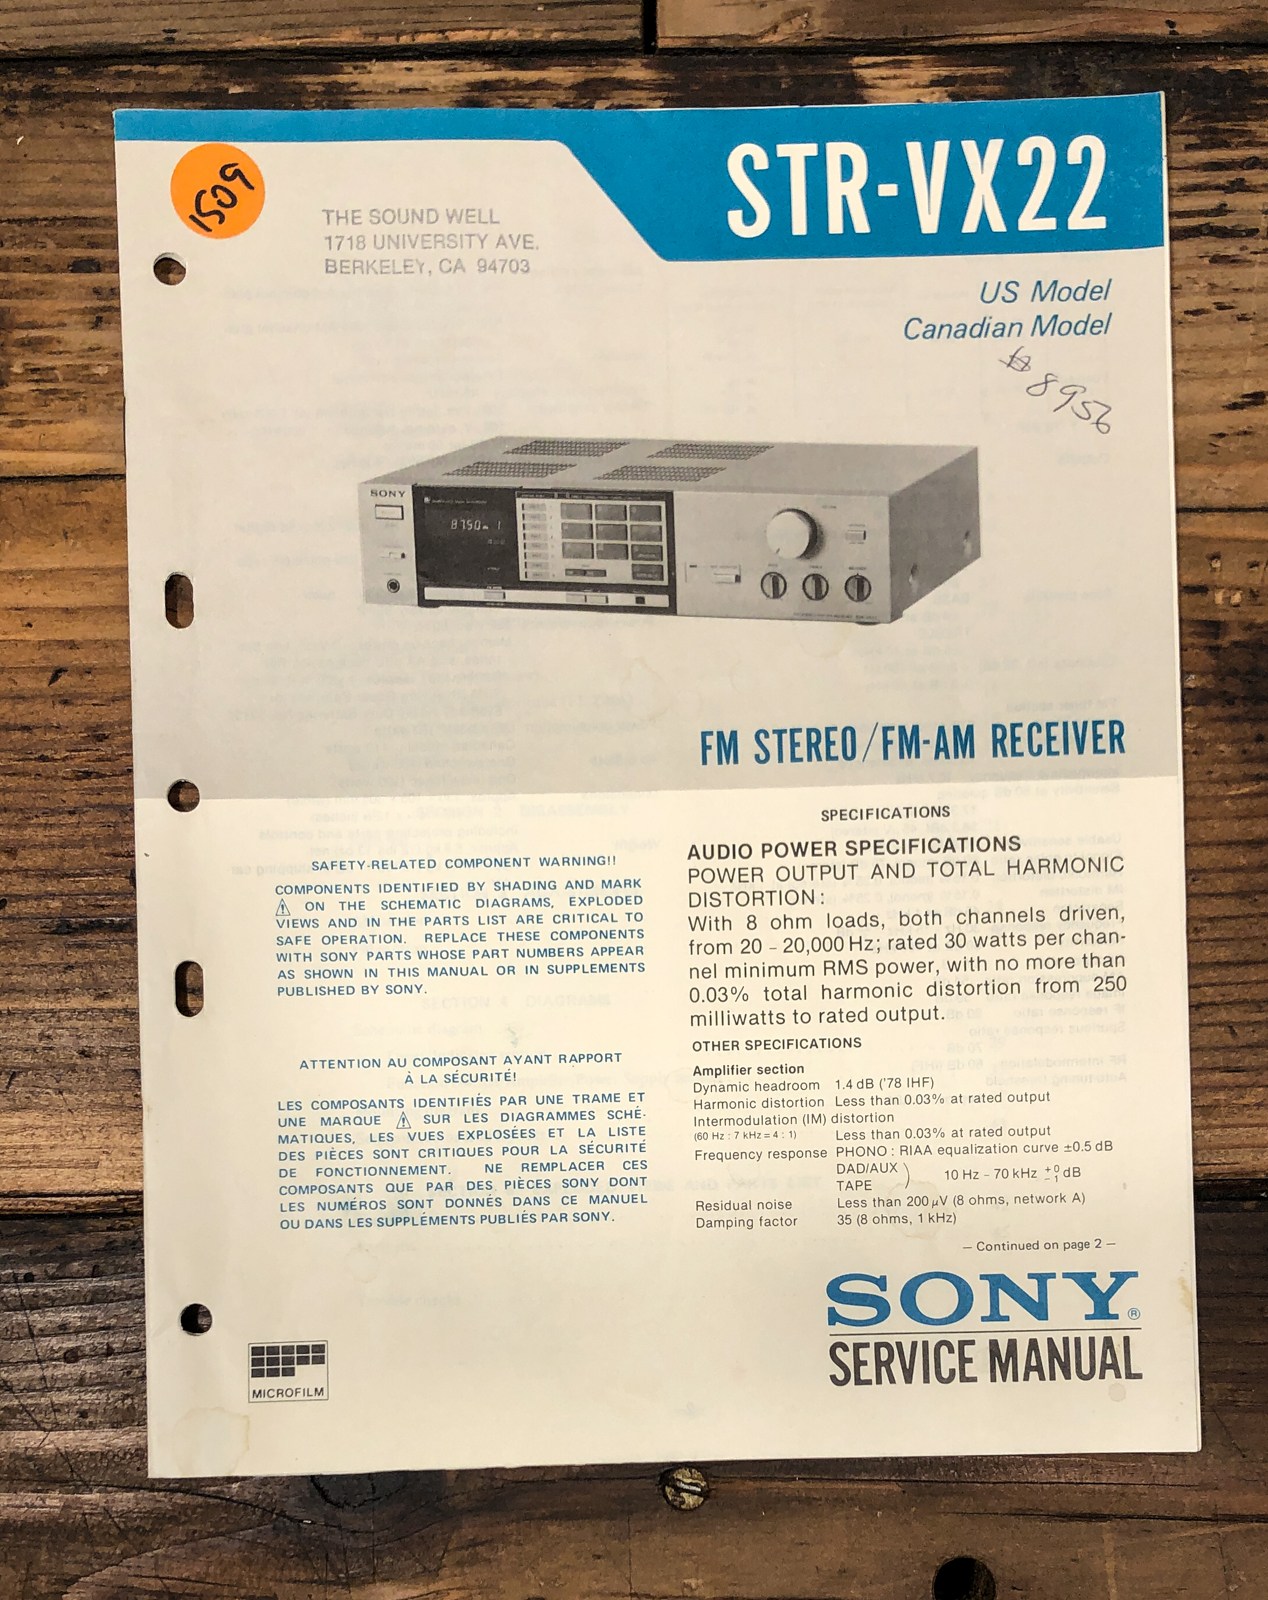 STR-VX22
1509
THE SOUND WELL
1718 UNIVERSITY AVE.
BERKELEY, CA 94703
US Model
Canadian Model
# 8956
SONY
FM STEREO/FM-AM RECEIVER
SAFETY-RELATED COMPONENT WARNING!!
COMPONENTS IDENTIFIED BY SHADING AND MARK
⚠ ON THE SCHEMATIC DIAGRAMS, EXPLODED
VIEWS AND IN THE PARTS LIST ARE CRITICAL TO
SAFE OPERATION. REPLACE THESE COMPONENTS
WITH SONY PARTS WHOSE PART NUMBERS APPEAR
AS SHOWN IN THIS MANUAL OR IN SUPPLEMENTS
PUBLISHED BY SONY.
ATTENTION AU COMPOSANT AYANT RAPPORT
À LA SÉCURITÉ!
LES COMPOSANTS IDENTIFIÉS PAR UNE TRAME ET
UNE MARQUE ⚠ SUR LES DIAGRAMMES SCHÉ-
MATIQUES, LES VUES EXPLOSÉES ET LA LISTE
DES PIÈCES SONT CRITIQUES POUR LA SÉCURITÉ
DE FONCTIONNEMENT. NE REMPLACER CES
COMPOSANTS QUE PAR DES PIÈCES SONY DONT
LES NUMÉROS SONT DONNÉS DANS CE MANUEL
OU DANS LES SUPPLÉMENTS PUBLIÉS PAR SONY.
SPECIFICATIONS
AUDIO POWER SPECIFICATIONS
POWER OUTPUT AND TOTAL HARMONIC
DISTORTION:
With 8 ohm loads, both channels driven,
from 20 – 20,000 Hz; rated 30 watts per chan-
nel minimum RMS power, with no more than
0.03% total harmonic distortion from 250
milliwatts to rated output.
OTHER SPECIFICATIONS
Amplifier section
Dynamic headroom 1.4 dB ('78 IHF)
Harmonic distortion Less than 0.03% at rated output
Intermodulation (IM) distortion
(60 Hz : 7 kHz = 4 : 1) Less than 0.03% at rated output
Frequency response PHONO : RIAA equalization curve ±0.5 dB
DAD/AUX
TAPE ) 10 Hz – 70 kHz +0 −1 dB
Residual noise Less than 200 μV (8 ohms, network A)
Damping factor 35 (8 ohms, 1 kHz)
— Continued on page 2 —
SONY®
SERVICE MANUAL
MICROFILM